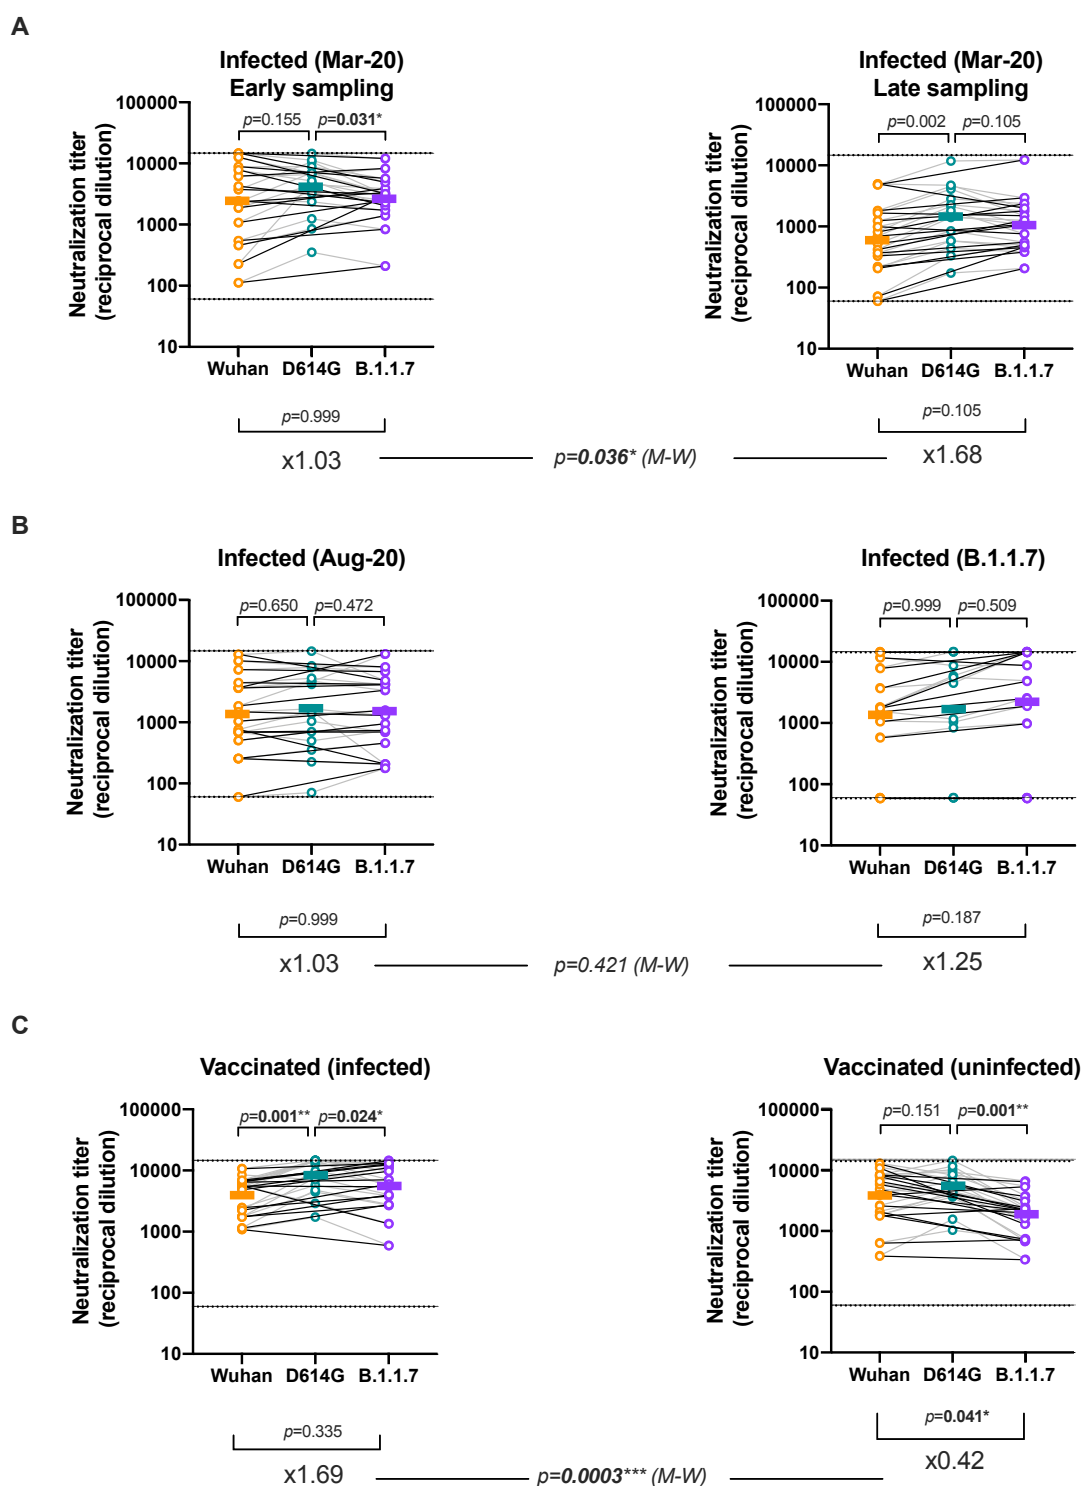 A
Infected (Mar-20)
Early sampling
Infected (Mar-20)
Late sampling
Neutralization titer
(reciprocal dilution)
100000
10000
1000
100
10
p=0.155
p=0.031*
Wuhan D614G B.1.1.7
p=0.999
x1.03
Neutralization titer
(reciprocal dilution)
100000
10000
1000
100
10
p=0.002
p=0.105
Wuhan D614G B.1.1.7
p=0.105
x1.68
p=0.036* (M-W)
B
Infected (Aug-20)
Infected (B.1.1.7)
Neutralization titer
(reciprocal dilution)
100000
10000
1000
100
10
p=0.650
p=0.472
Wuhan D614G B.1.1.7
p=0.999
x1.03
Neutralization titer
(reciprocal dilution)
100000
10000
1000
100
10
p=0.999
p=0.509
Wuhan D614G B.1.1.7
p=0.187
x1.25
p=0.421 (M-W)
C
Vaccinated (infected)
Vaccinated (uninfected)
Neutralization titer
(reciprocal dilution)
100000
10000
1000
100
10
p=0.001**
p=0.024*
Wuhan D614G B.1.1.7
p=0.335
x1.69
Neutralization titer
(reciprocal dilution)
100000
10000
1000
100
10
p=0.151
p=0.001**
Wuhan D614G B.1.1.7
p=0.041*
x0.42
p=0.0003*** (M-W)